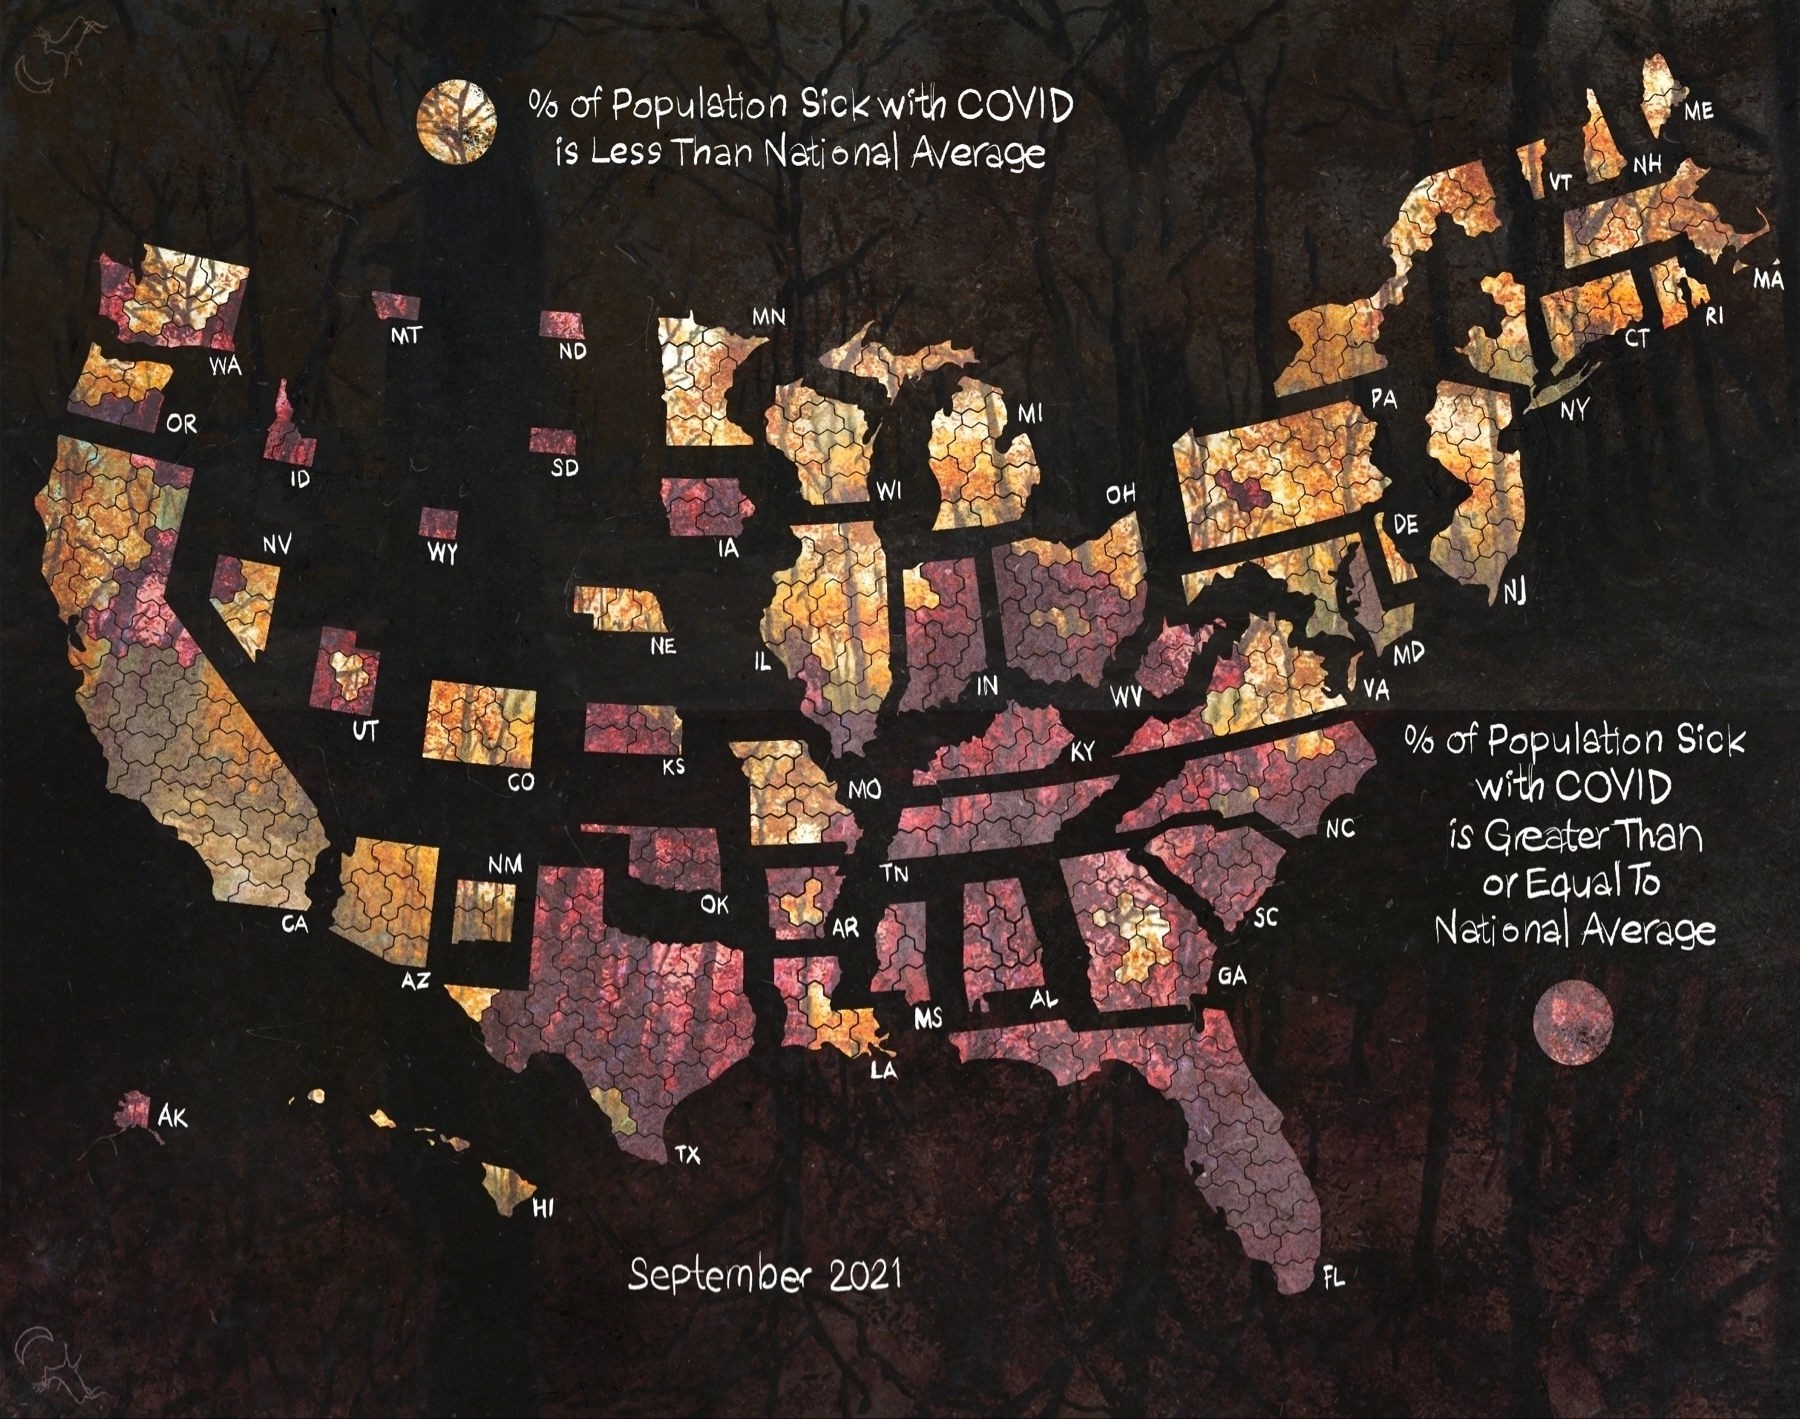 % of Population Sick with COVID
is Less Than National Average
ME
NH
VT
MA
RI
CT
NY
PA
MN
MI
MT
ND
WA
OR
ID
SD
WI
OH
DE
IA
WY
NV
NJ
NE
IL
MD
IN
WV
VA
UT
KS
KY
CO
MO
% of Population Sick
with COVID
is Greater Than
or Equal To
National Average
NC
TN
NM
OK
AR
SC
CA
AZ
GA
AL
MS
LA
AK
TX
HI
FL
September 2021